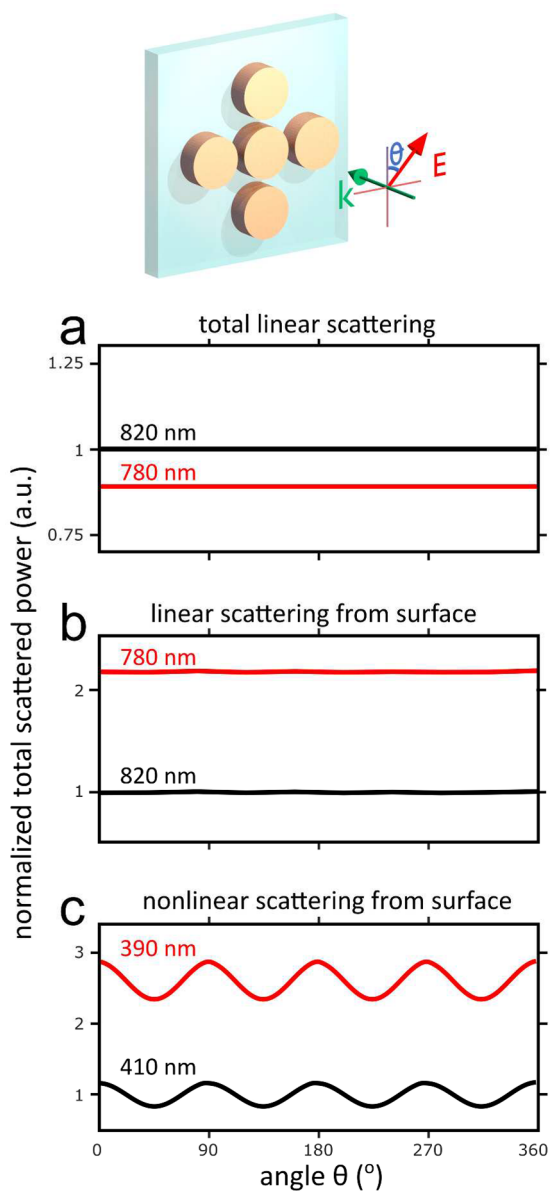 θ
E
k
a
total linear scattering
1.25
820 nm
1
780 nm
0.75
b
linear scattering from surface
780 nm
2
820 nm
1
c
nonlinear scattering from surface
390 nm
3
2
410 nm
1
0 90 180 270 360
angle θ (º)
normalized total scattered power (a.u.)